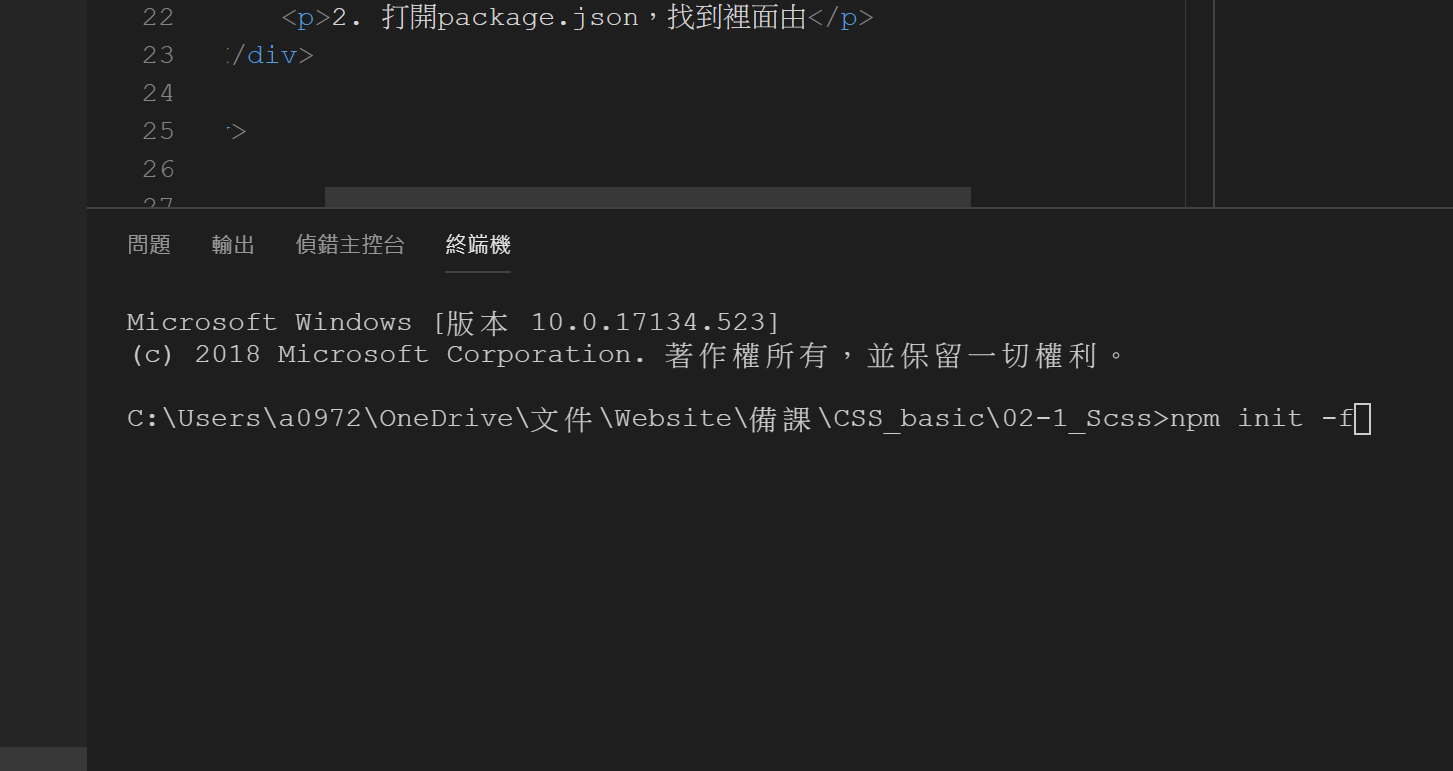 22 <p>2. 打開package.json，找到裡面由</p>
23 /div>
24
25 >
26
27
問題 輸出 偵錯主控台 終端機
Microsoft Windows [版本 10.0.17134.523]
(c) 2018 Microsoft Corporation. 著作權所有，並保留一切權利。
C:\Users\a0972\OneDrive\文件\Website\備課\CSS_basic\02-1_Scss>npm init -f